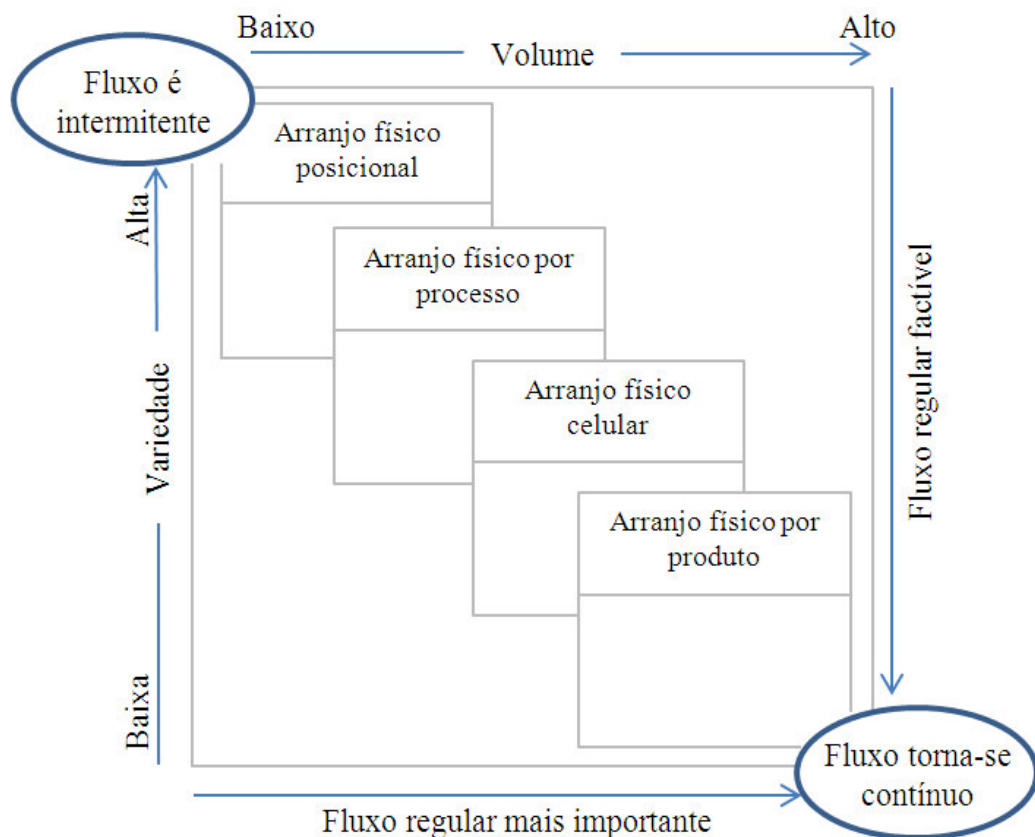 Baixo
Alto
Volume
Fluxo é
intermitente
Arranjo físico
posicional
Alta
Arranjo físico por
processo
Fluxo regular factível
Variedade
Arranjo físico
celular
Arranjo físico por
produto
Baixa
Fluxo torna-se
contínuo
Fluxo regular mais importante